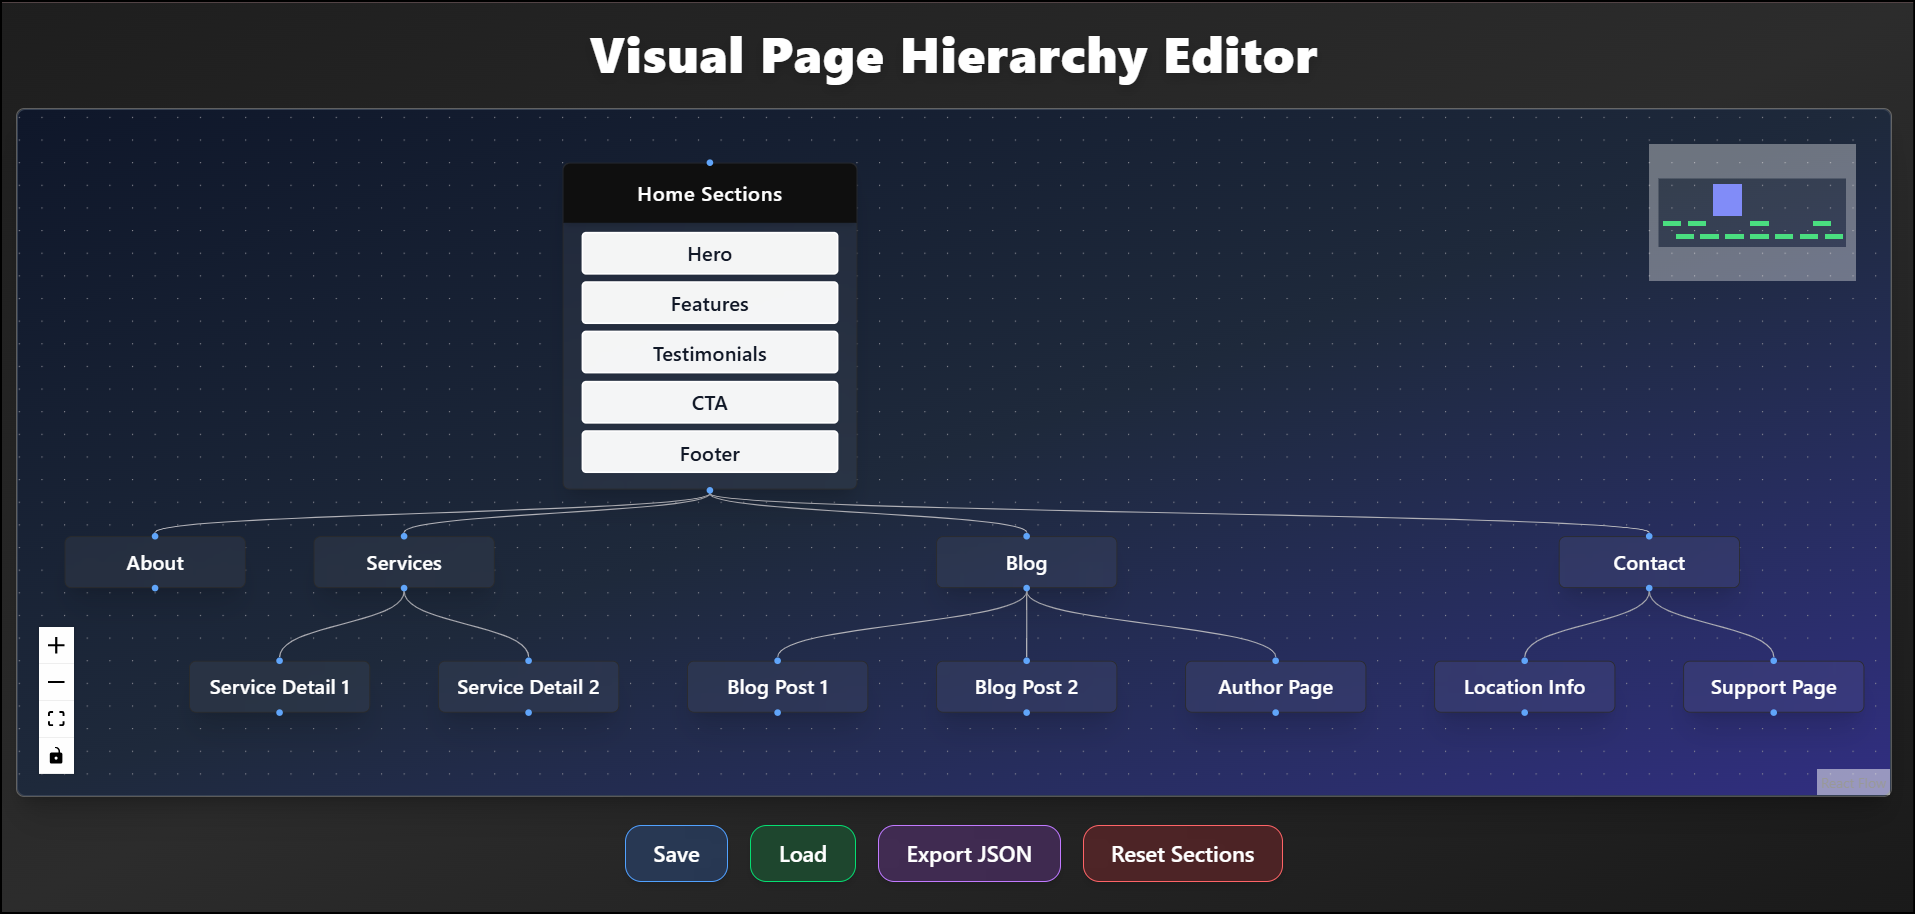 Visual Page Hierarchy Editor
Home Sections
Hero
Features
Testimonials
CTA
Footer
About
Services
Blog
Contact
Service Detail 1
Service Detail 2
Blog Post 1
Blog Post 2
Author Page
Location Info
Support Page
Save
Load
Export JSON
Reset Sections